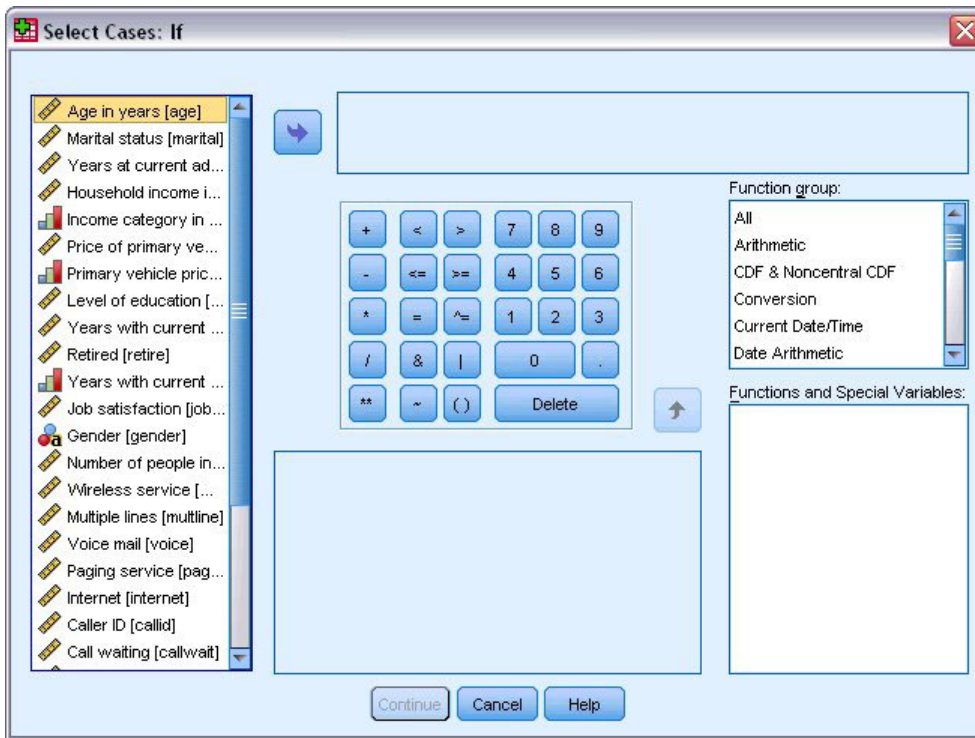 Select Cases: If
Age in years [age]
Marital status [marital]
Years at current ad...
Household income i...
Income category in ...
Price of primary ve...
Primary vehicle pric...
Level of education [...
Years with current ...
Retired [retire]
Years with current ...
Job satisfaction [job...
Gender [gender]
Number of people in...
Wireless service [...
Multiple lines [multline]
Voice mail [voice]
Paging service [pag...
Internet [internet]
Caller ID [callid]
Call waiting [callwait]
+ < > 7 8 9
- <= >= 4 5 6
* = ^= 1 2 3
/ & | 0 .
** ~ ( ) Delete
Function group:
All
Arithmetic
CDF & Noncentral CDF
Conversion
Current Date/Time
Date Arithmetic
Functions and Special Variables:
Continue Cancel Help